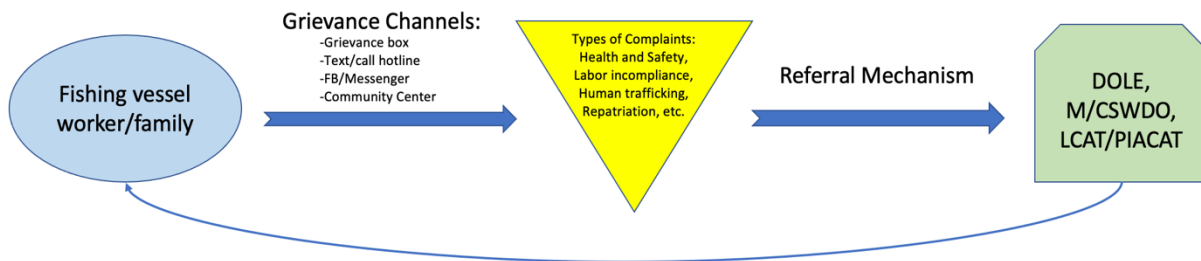 Fishing vessel
worker/family
Grievance Channels:
-Grievance box
-Text/call hotline
-FB/Messenger
-Community Center
Types of Complaints:
Health and Safety,
Labor incompliance,
Human trafficking,
Repatriation, etc.
Referral Mechanism
DOLE,
M/CSWDO,
LCAT/PIACAT